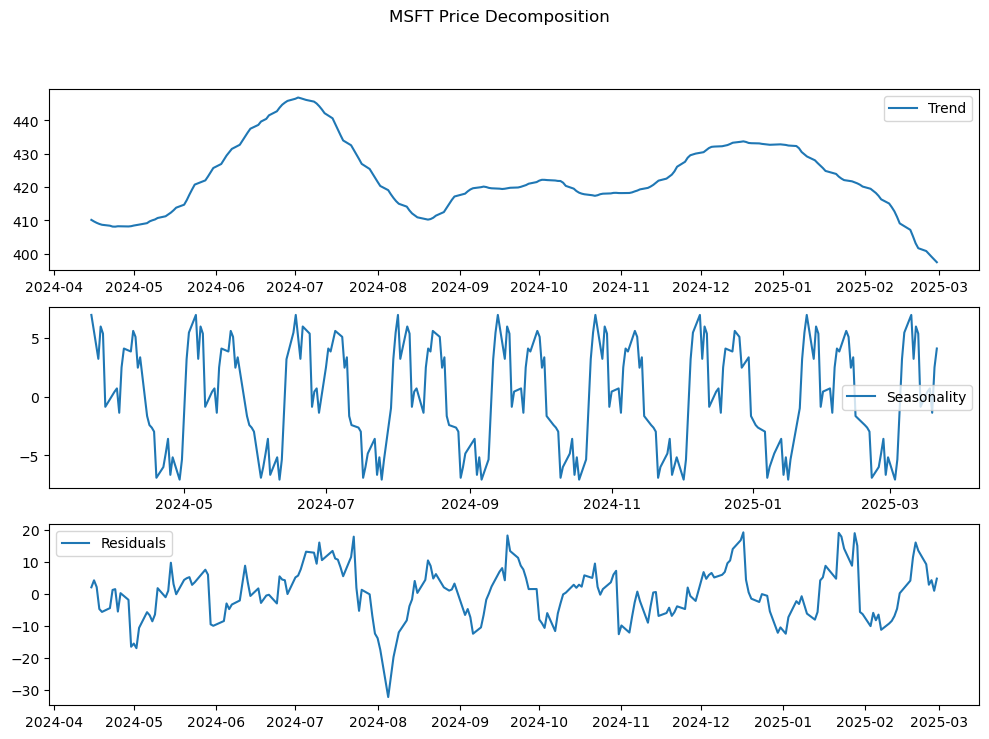 MSFT Price Decomposition
Trend
440
430
420
410
400
2024-04 2024-05 2024-06 2024-07 2024-08 2024-09 2024-10 2024-11 2024-12 2025-01 2025-02 2025-03
5
0
−5
Seasonality
2024-05 2024-07 2024-09 2024-11 2025-01 2025-03
Residuals
20
10
0
−10
−20
−30
2024-04 2024-05 2024-06 2024-07 2024-08 2024-09 2024-10 2024-11 2024-12 2025-01 2025-02 2025-03